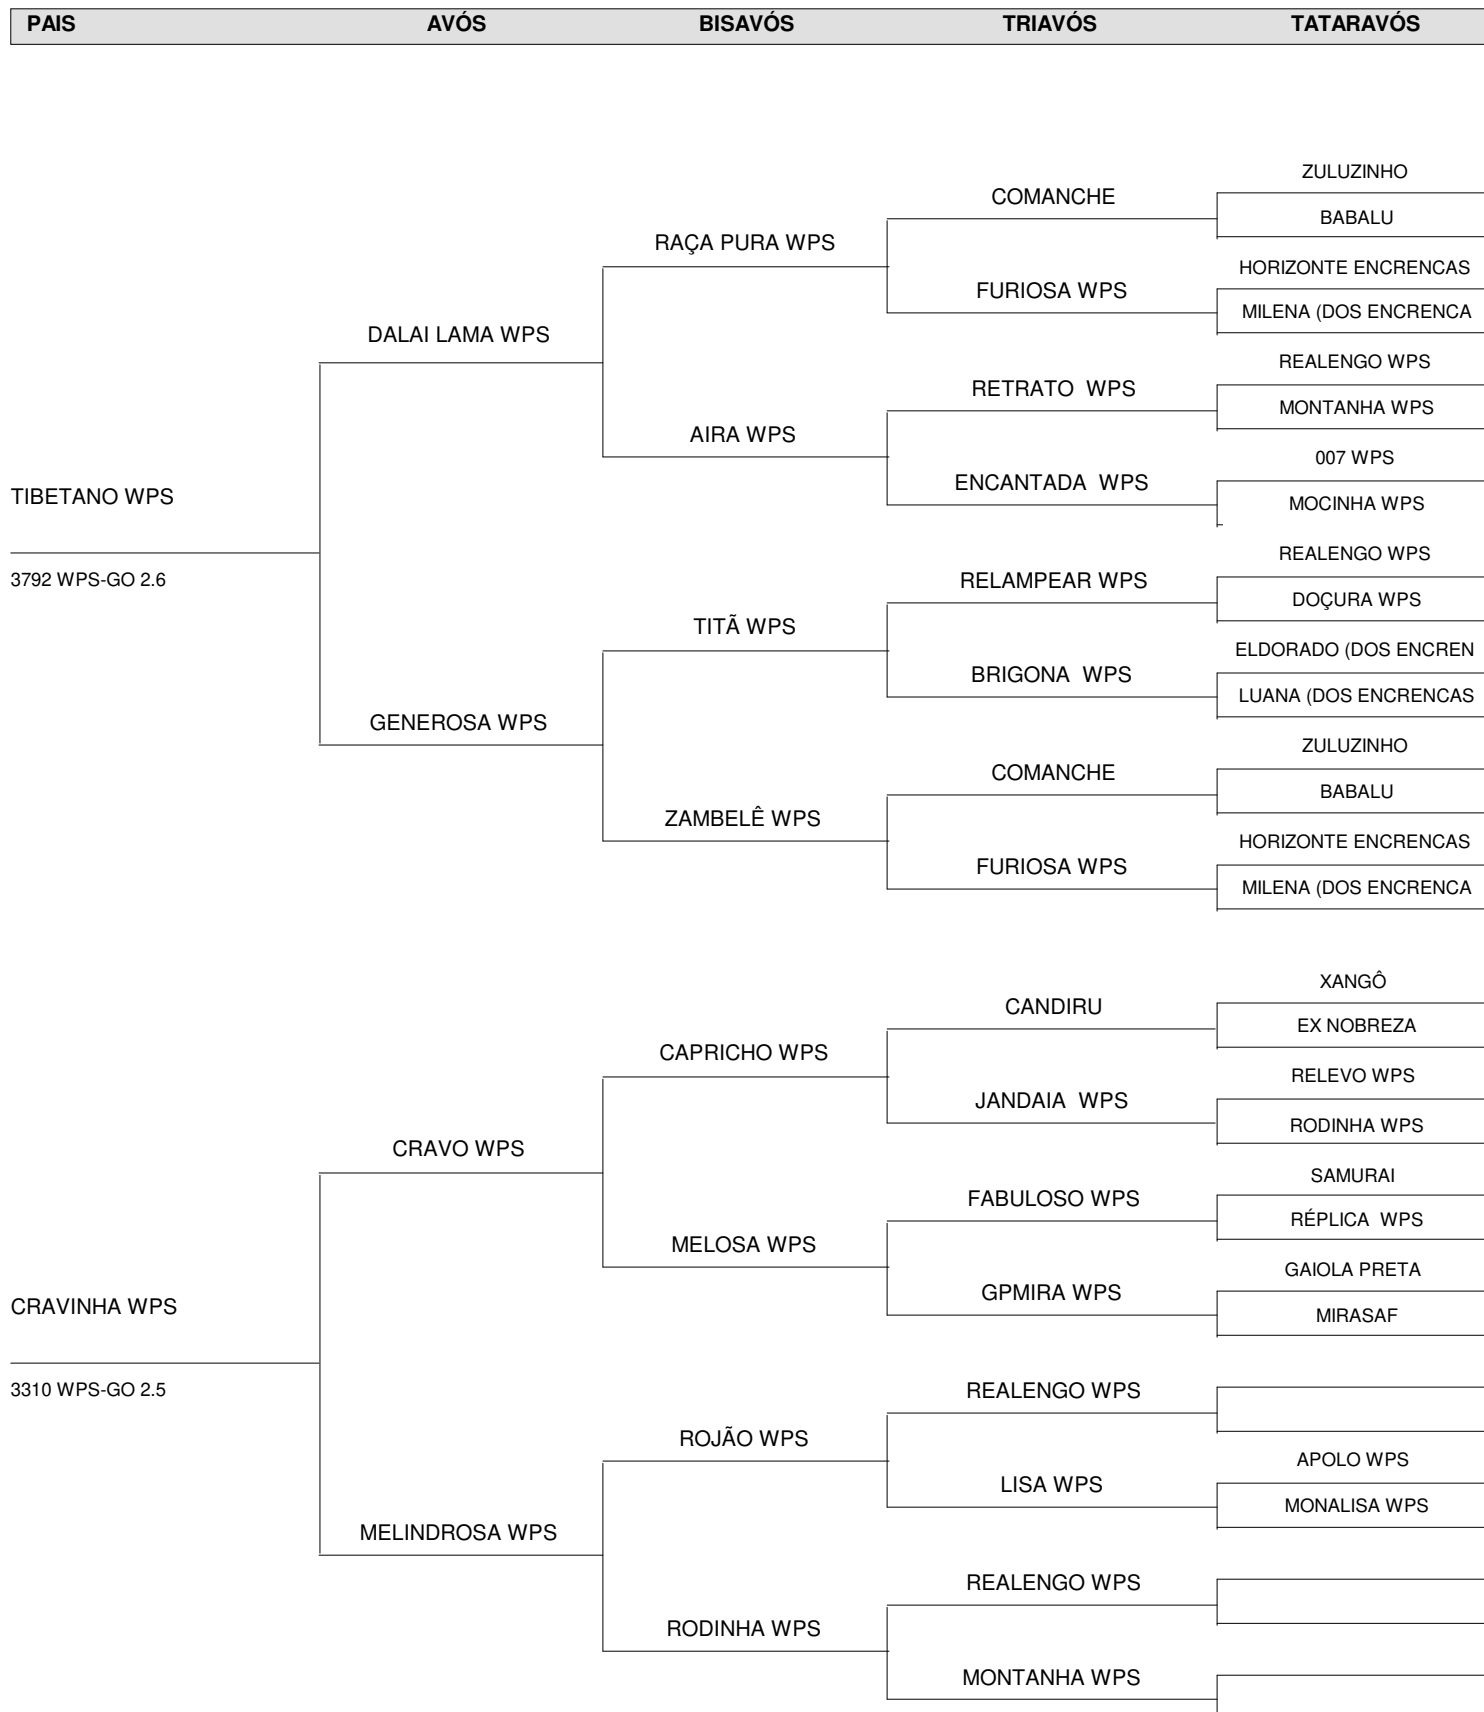 PAIS AVÓS BISAVÓS TRIAVÓS TATARAVÓS
ZULUZINHO
COMANCHE
BABALU
RAÇA PURA WPS
HORIZONTE ENCRENCAS
FURIOSA WPS
MILENA (DOS ENCRENCA
DALAI LAMA WPS
REALENGO WPS
RETRATO WPS
MONTANHA WPS
AIRA WPS
007 WPS
ENCANTADA WPS
MOCINHA WPS
TIBETANO WPS
3792 WPS-GO 2.6
REALENGO WPS
RELAMPEAR WPS
DOÇURA WPS
TITÃ WPS
ELDORADO (DOS ENCREN
BRIGONA WPS
LUANA (DOS ENCRENCAS
GENEROSA WPS
ZULUZINHO
COMANCHE
BABALU
ZAMBELÊ WPS
HORIZONTE ENCRENCAS
FURIOSA WPS
MILENA (DOS ENCRENCA
XANGÔ
CANDIRU
EX NOBREZA
CAPRICHO WPS
RELEVO WPS
JANDAIA WPS
RODINHA WPS
CRAVO WPS
SAMURAI
FABULOSO WPS
RÉPLICA WPS
MELOSA WPS
GAIOLA PRETA
GPMIRA WPS
MIRASAF
CRAVINHA WPS
3310 WPS-GO 2.5
REALENGO WPS
ROJÃO WPS
APOLO WPS
LISA WPS
MONALISA WPS
MELINDROSA WPS
REALENGO WPS
RODINHA WPS
MONTANHA WPS